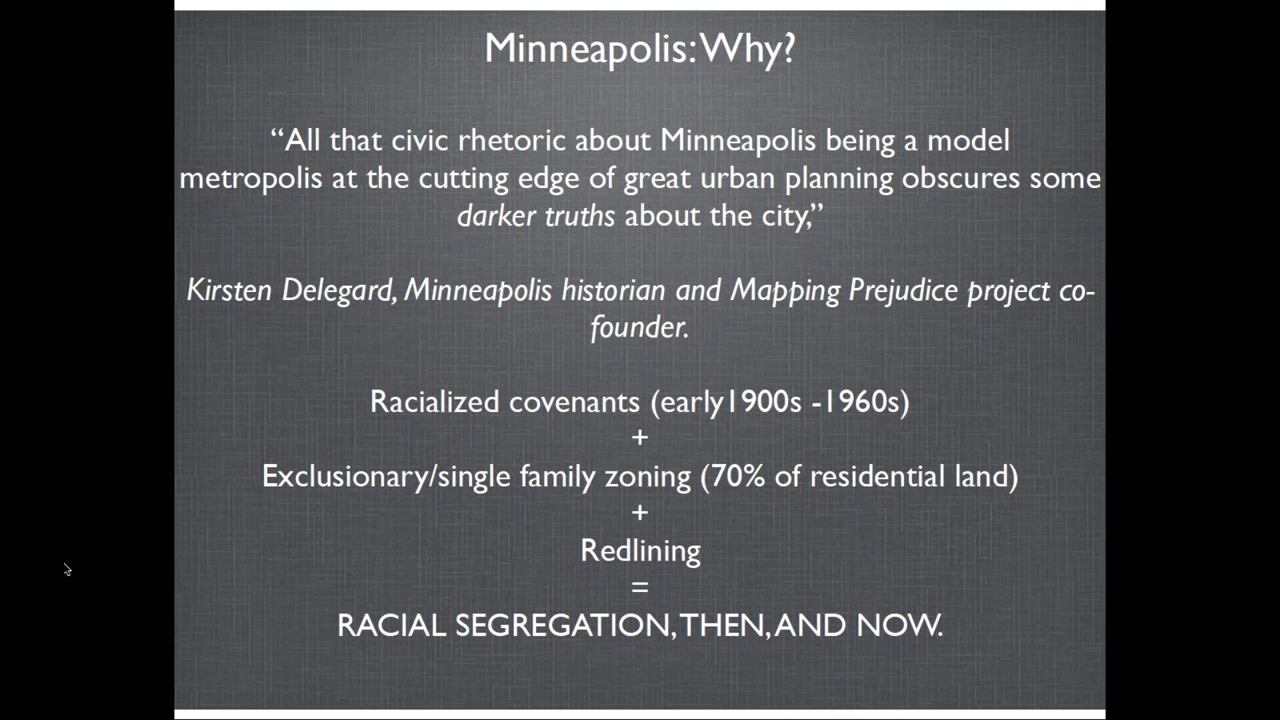 Minneapolis: Why?
“All that civic rhetoric about Minneapolis being a model
metropolis at the cutting edge of great urban planning obscures some
darker truths about the city,”
Kirsten Delegard, Minneapolis historian and Mapping Prejudice project co-
founder.
Racialized covenants (early1900s -1960s)
+
Exclusionary/single family zoning (70% of residential land)
+
Redlining
=
RACIAL SEGREGATION, THEN, AND NOW.